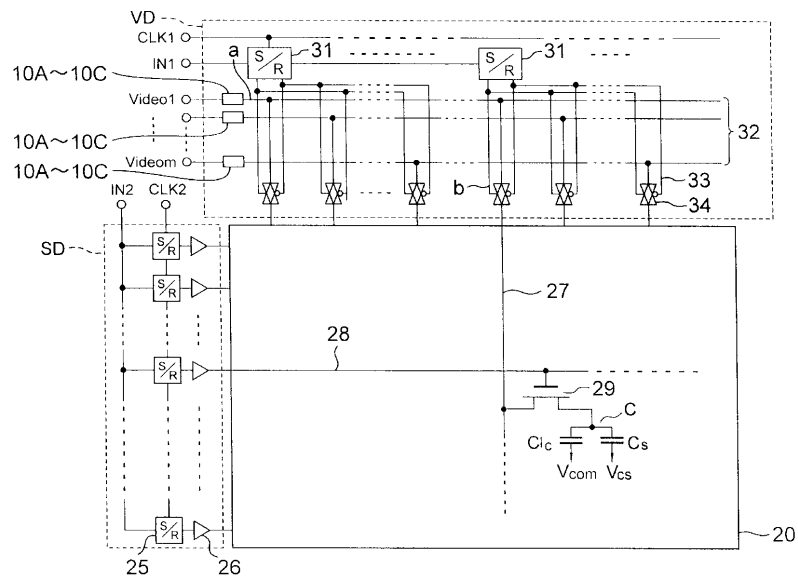 VD
CLK1
IN1
S/R 31
S/R 31
a
10A～10C
Video1
10A～10C
32
10A～10C
Videom
IN2 CLK2
b
33
34
SD
S/R
S/R
27
28
S/R
29
C
Clc Cs
Vcom Vcs
S/R
25 26
20